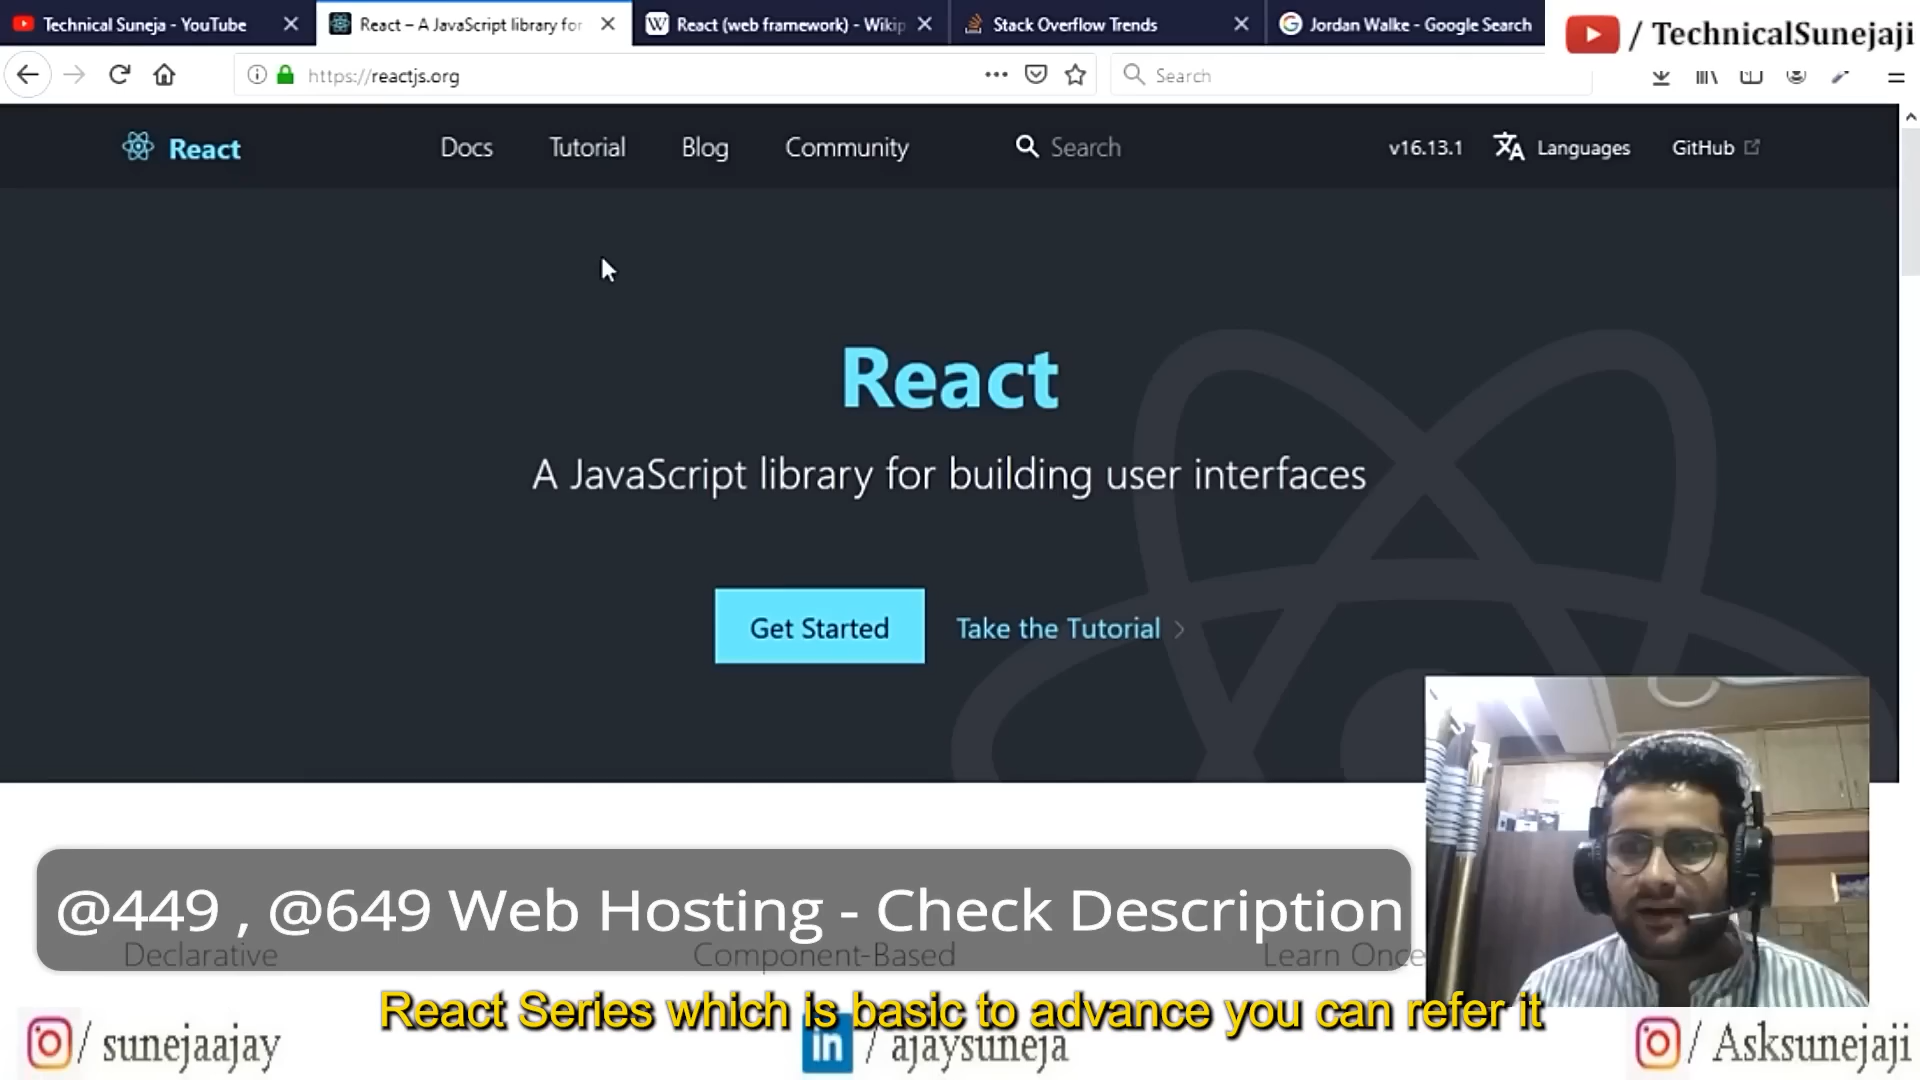 Technical Suneja - YouTube
React – A JavaScript library for
React (web framework) - Wikip
Stack Overflow Trends
Jordan Walke - Google Search
/ TechnicalSunejaji
https://reactjs.org
Search
React
Docs
Tutorial
Blog
Community
Search
v16.13.1
Languages
GitHub
React
A JavaScript library for building user interfaces
Get Started
Take the Tutorial
@449 , @649 Web Hosting - Check Description
Declarative
Component-Based
Learn Once
React Series which is basic to advance you can refer it
/ sunejaajay
in / ajaysuneja
/ Asksunejaji